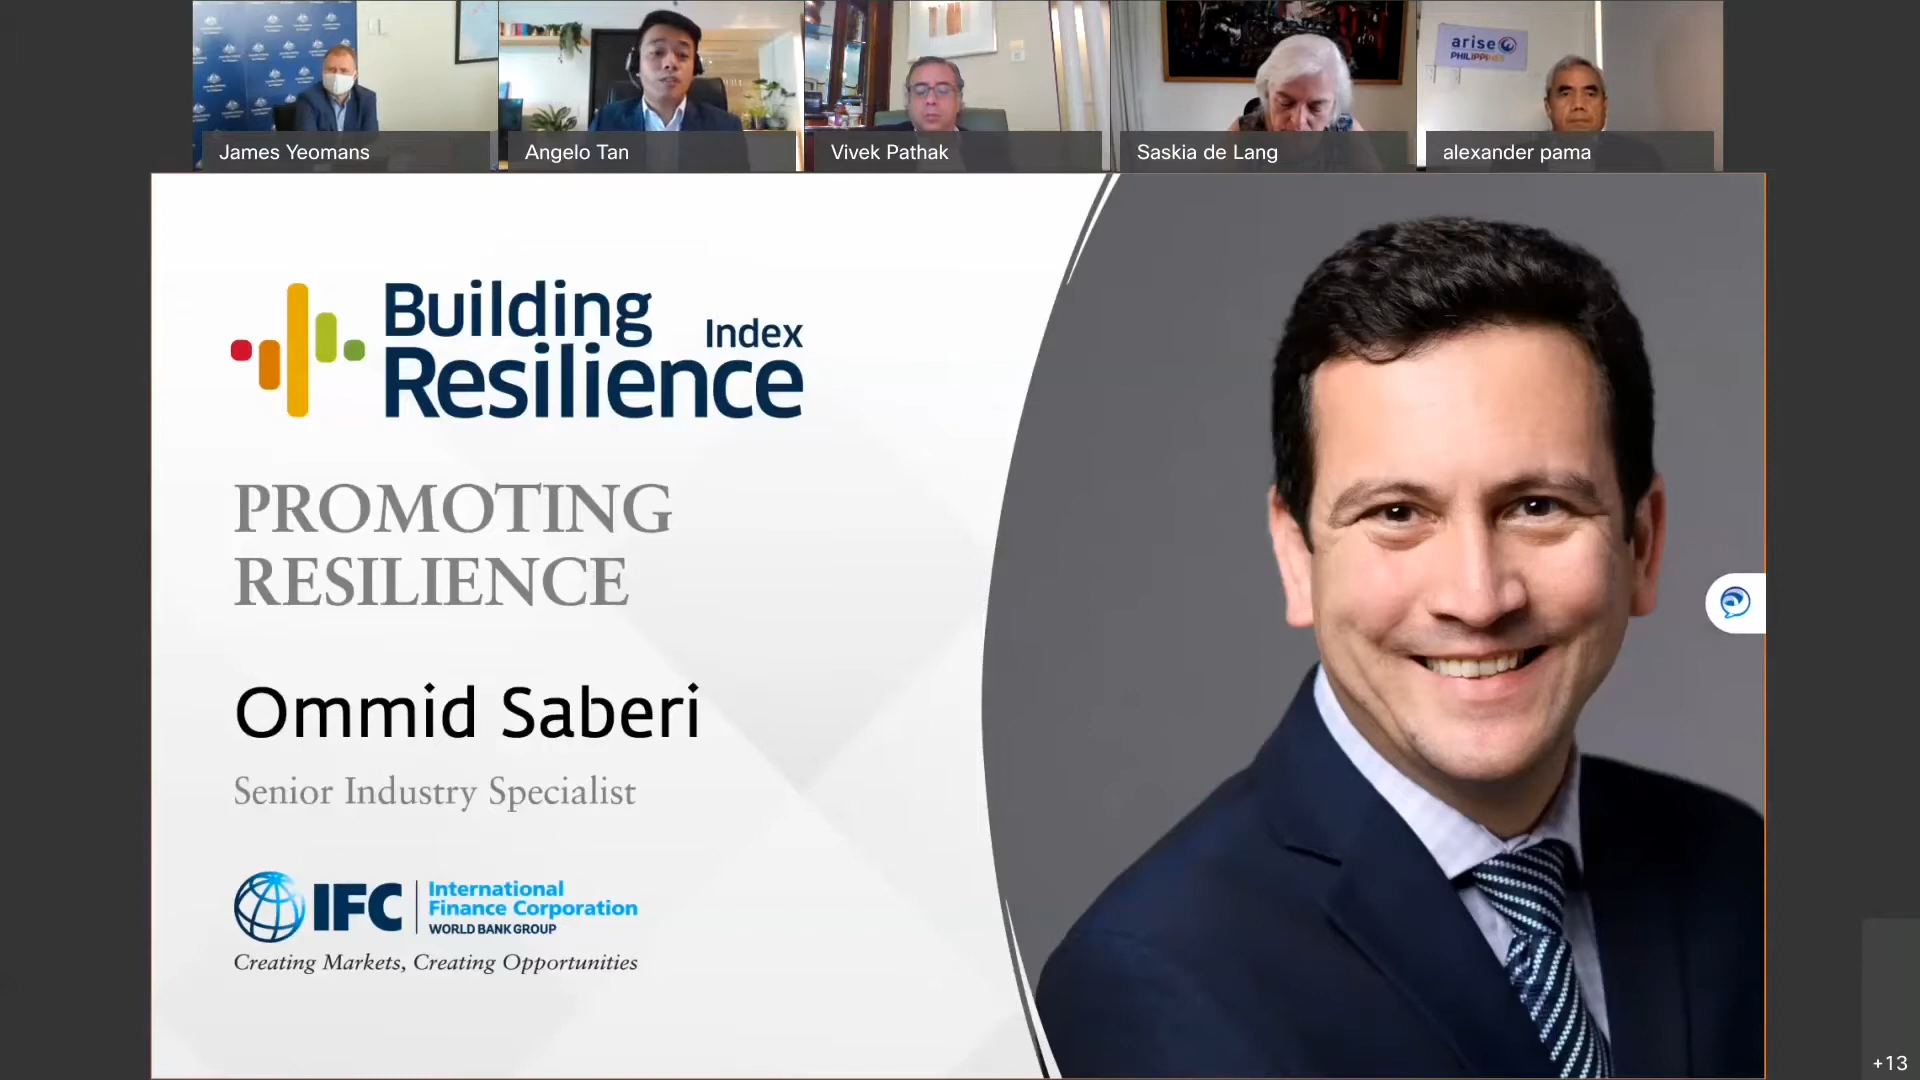 arise
PHILIPPINES
James Yeomans
Angelo Tan
Vivek Pathak
Saskia de Lang
alexander pama
Building
Resilience Index
PROMOTING
RESILIENCE
Ommid Saberi
Senior Industry Specialist
IFC
International
Finance Corporation
WORLD BANK GROUP
Creating Markets, Creating Opportunities
+13